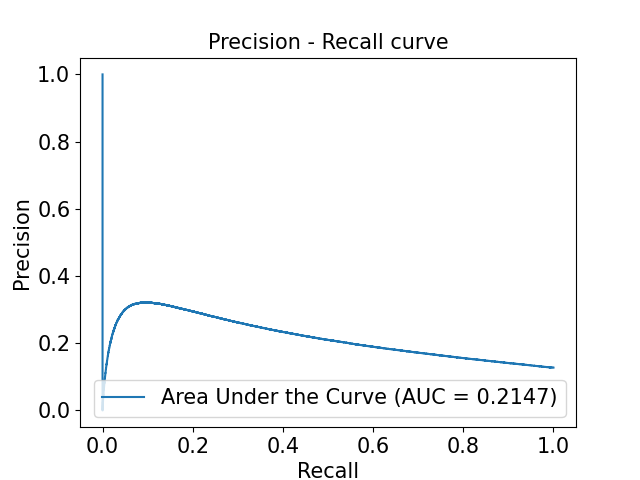 Precision - Recall curve
1.0
0.8
0.6
0.4
0.2
0.0
Precision
Area Under the Curve (AUC = 0.2147)
0.0 0.2 0.4 0.6 0.8 1.0
Recall